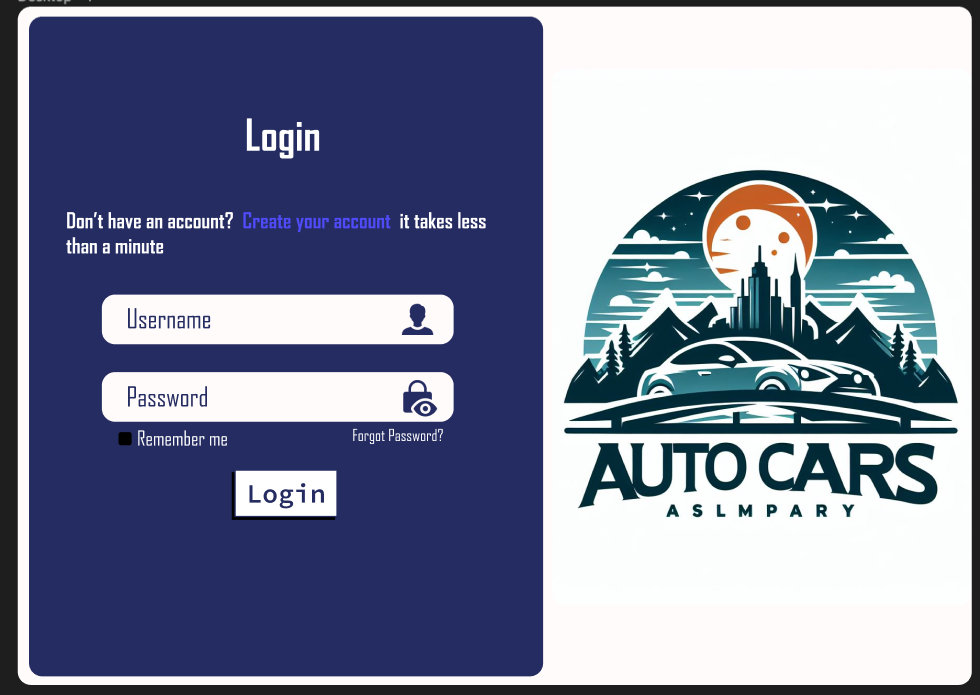 Login
Don't have an account? Create your account it takes less
than a minute
Username
Password
Remember me
Forgot Password?
Login
AUTO CARS
ASLMPARY